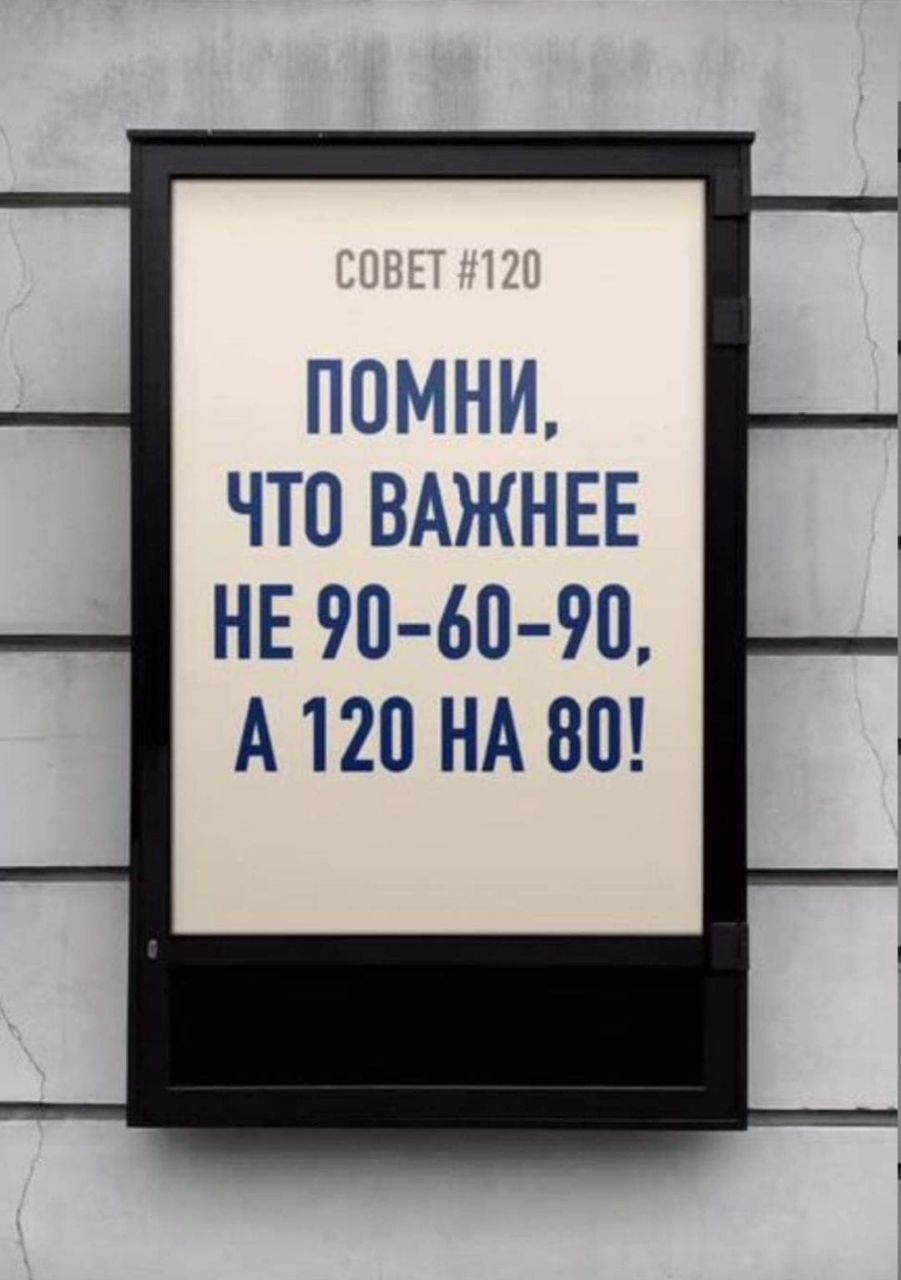 СОВЕТ #120
ПОМНИ,
ЧТО ВАЖНЕЕ
НЕ 90-60-90,
А 120 НА 80!